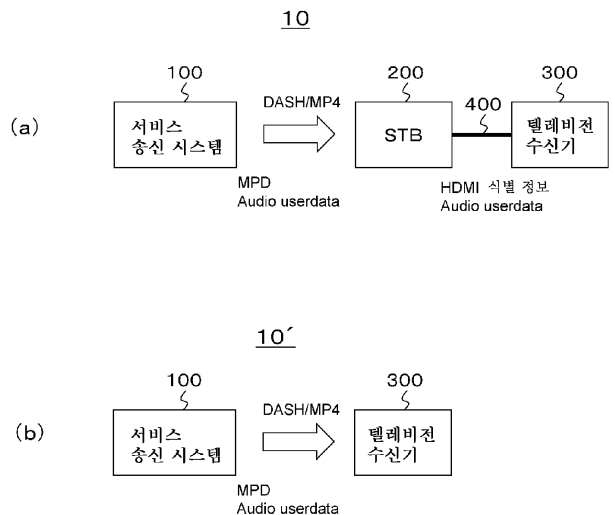 10
(a)
100
서비스
송신 시스템
DASH/MP4
MPD
Audio userdata
200
STB
400
300
텔레비전
수신기
HDMI 식별 정보
Audio userdata
10´
(b)
100
서비스
송신 시스템
DASH/MP4
MPD
Audio userdata
300
텔레비전
수신기